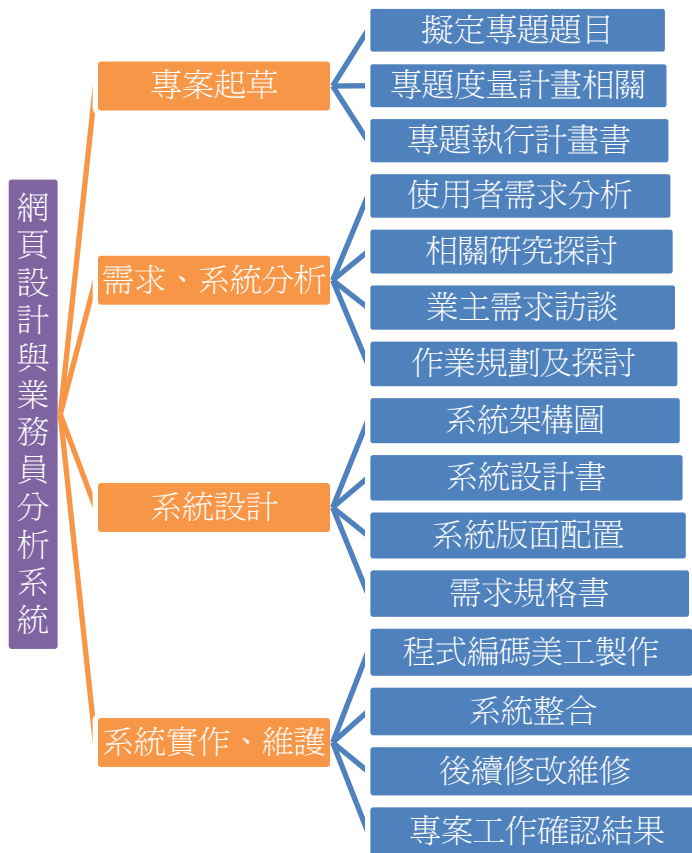 網頁設計與業務員分析系統
專案起草
擬定專題題目
專題度量計畫相關
專題執行計畫書
需求、系統分析
使用者需求分析
相關研究探討
業主需求訪談
作業規劃及探討
系統設計
系統架構圖
系統設計書
系統版面配置
需求規格書
系統實作、維護
程式編碼美工製作
系統整合
後續修改維修
專案工作確認結果